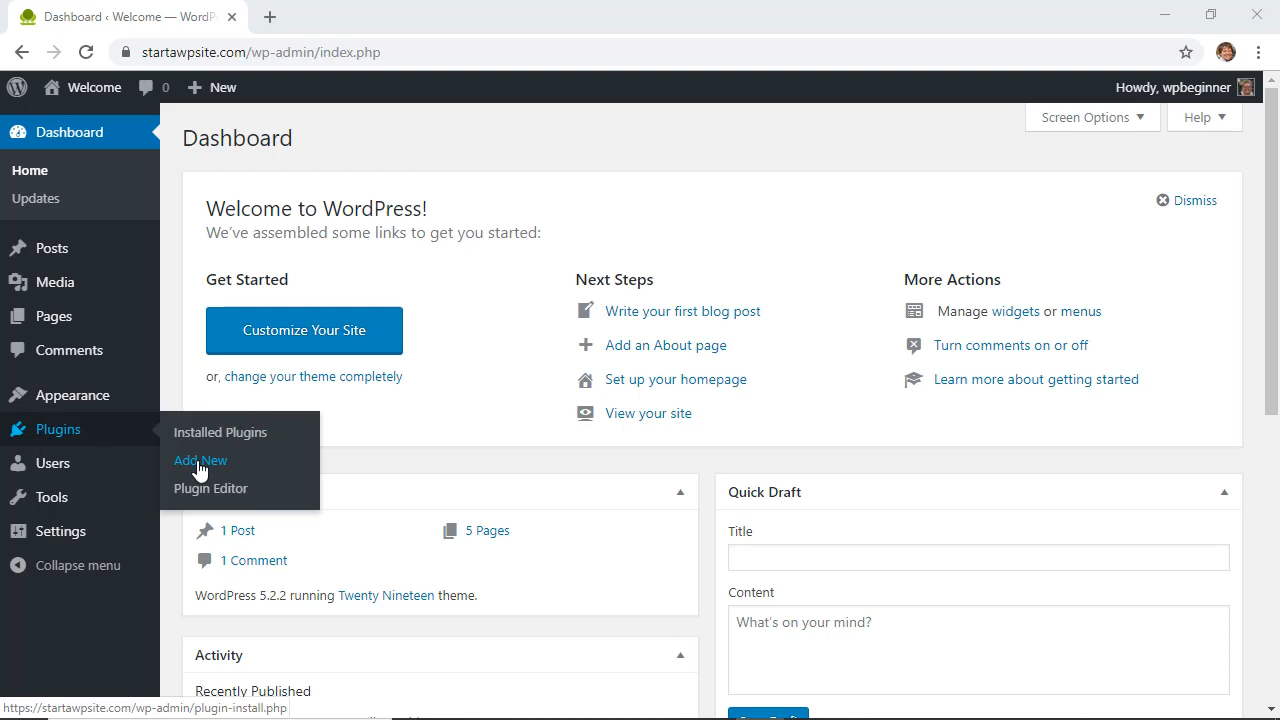 Dashboard ‹ Welcome — WordP
startawpsite.com/wp-admin/index.php
Welcome 0 New Howdy, wpbeginner
Screen Options Help
Dashboard
Home
Updates
Posts
Media
Pages
Comments
Appearance
Plugins
Users
Tools
Settings
Collapse menu
Installed Plugins
Add New
Plugin Editor
Dashboard
Welcome to WordPress!
We've assembled some links to get you started:
Dismiss
Get Started
Customize Your Site
or, change your theme completely
Next Steps
Write your first blog post
Add an About page
Set up your homepage
View your site
More Actions
Manage widgets or menus
Turn comments on or off
Learn more about getting started
1 Post 5 Pages
1 Comment
WordPress 5.2.2 running Twenty Nineteen theme.
Activity
Recently Published
Quick Draft
Title
Content
What's on your mind?
https://startawpsite.com/wp-admin/plugin-install.php